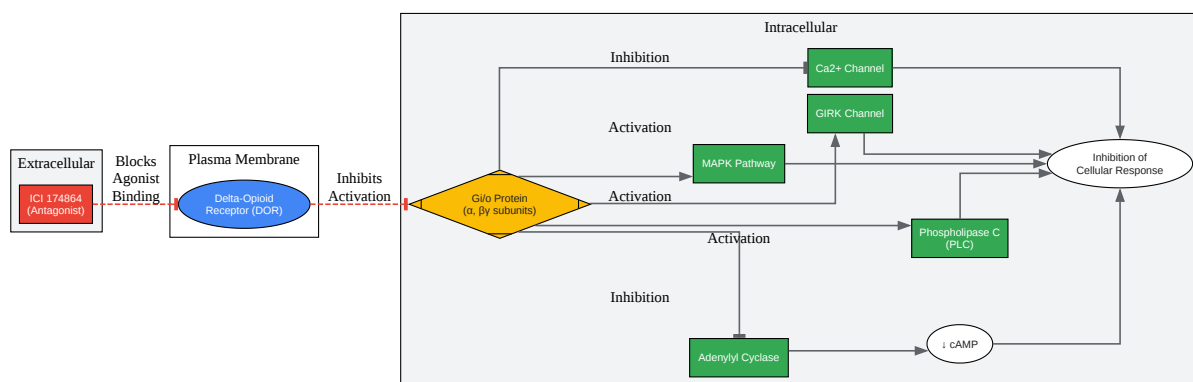 Intracellular
Inhibition
Ca2+ Channel
GIRK Channel
Activation
Extracellular
Blocks
Agonist
Binding
Plasma Membrane
MAPK Pathway
Inhibition of
Cellular Response
Inhibits
Activation
ICI 174864
(Antagonist)
Delta-Opioid
Receptor (DOR)
Gi/o Protein
(α, βγ subunits)
Activation
Activation
Phospholipase C
(PLC)
Inhibition
Adenylyl Cyclase
↓ cAMP